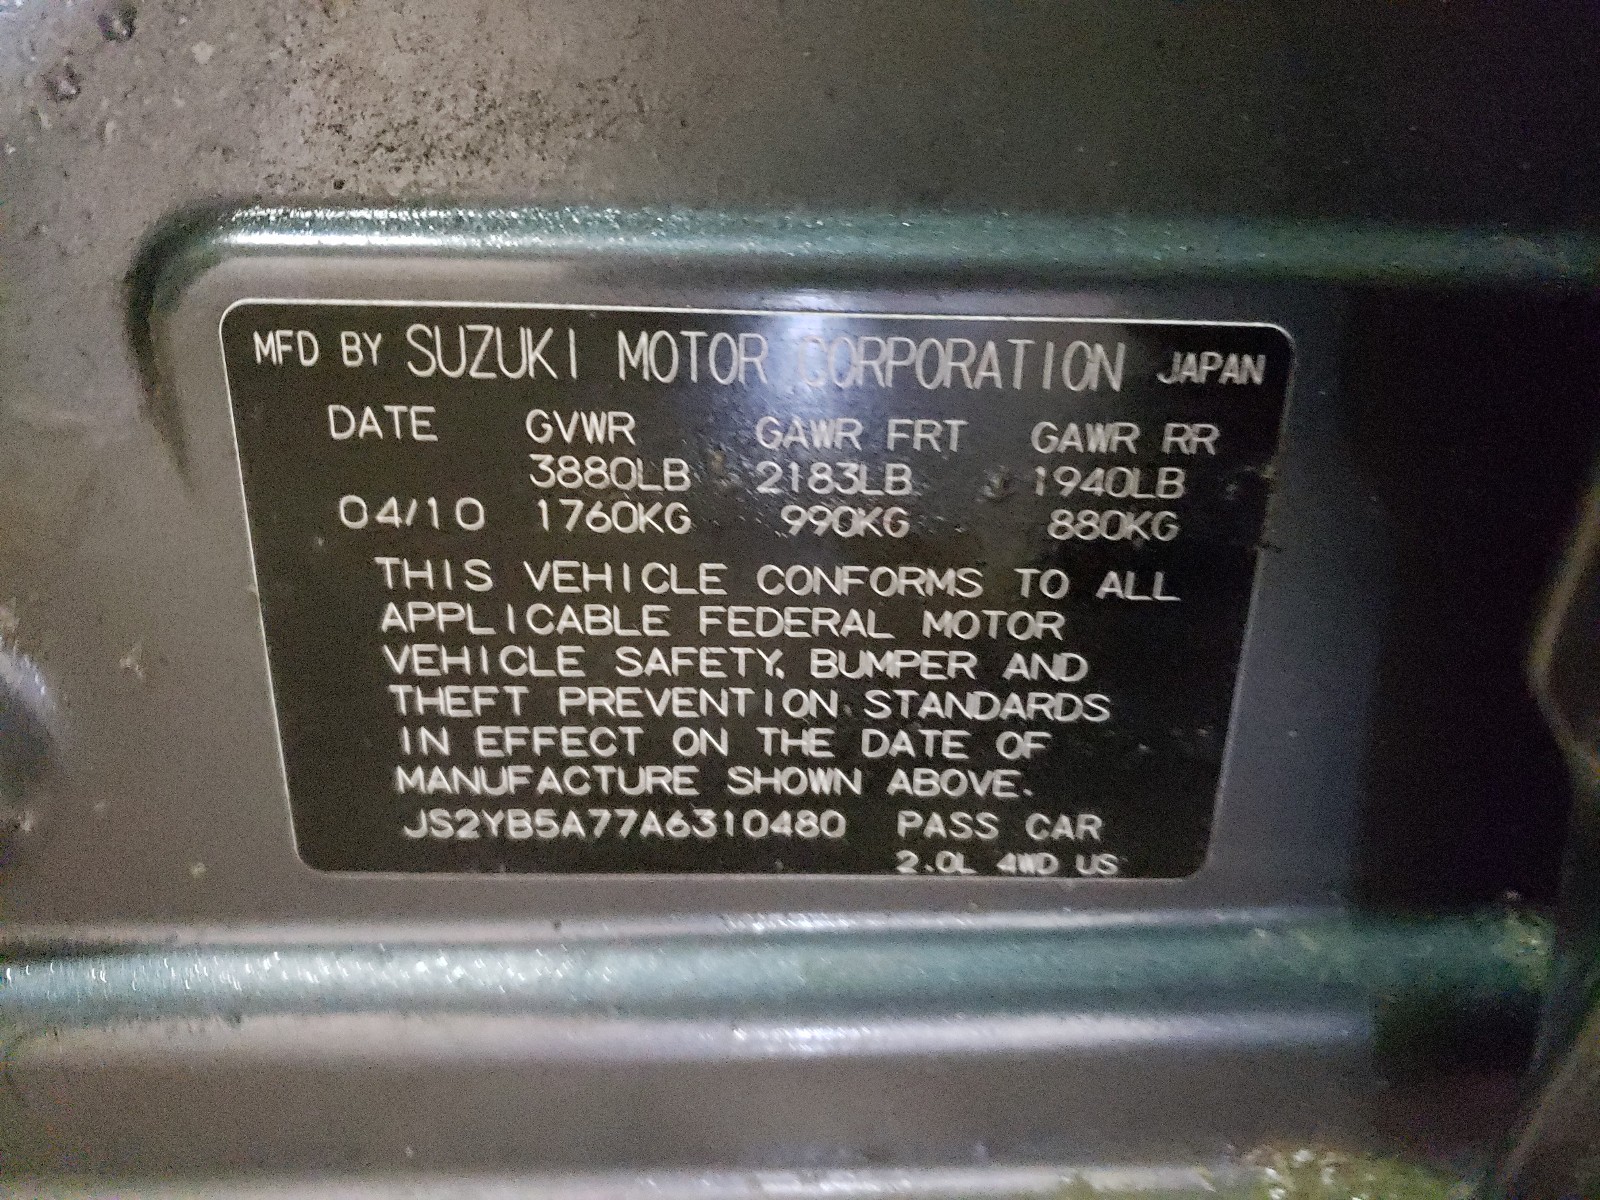 MFD BY SUZUKI MOTOR CORPORATION JAPAN
DATE GVWR GAWR FRT GAWR RR
3880LB 2183LB 1940LB
04/10 1760KG 990KG 880KG
THIS VEHICLE CONFORMS TO ALL
APPLICABLE FEDERAL MOTOR
VEHICLE SAFETY, BUMPER AND
THEFT PREVENTION STANDARDS
IN EFFECT ON THE DATE OF
MANUFACTURE SHOWN ABOVE.
JS2YB5A77A6310480 PASS CAR
2.0L 4WD US